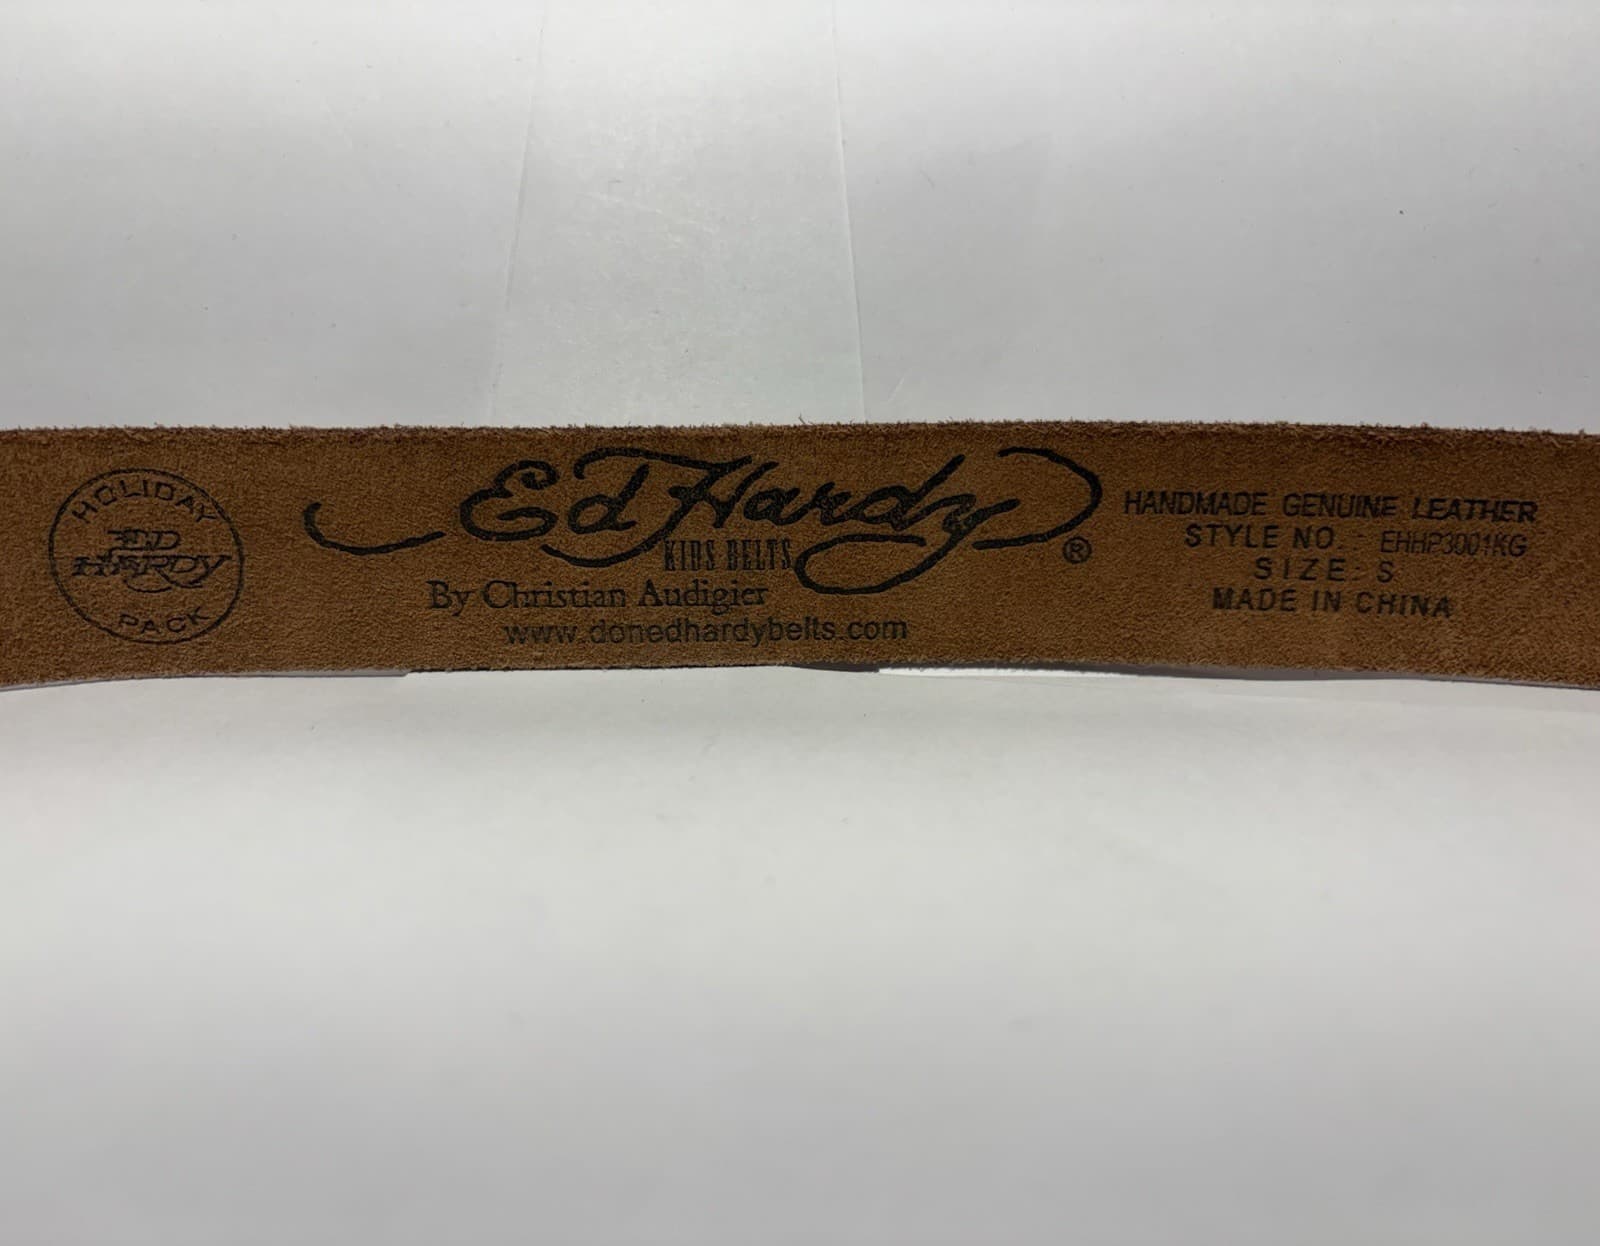 HOLIDAY
ED
HARDY
PACK
Ed Hardy
KIDS BELTS
®
By Christian Audigier
www.donedhardybelts.com
HANDMADE GENUINE LEATHER
STYLE NO.: EHHP3001KG
SIZE: S
MADE IN CHINA